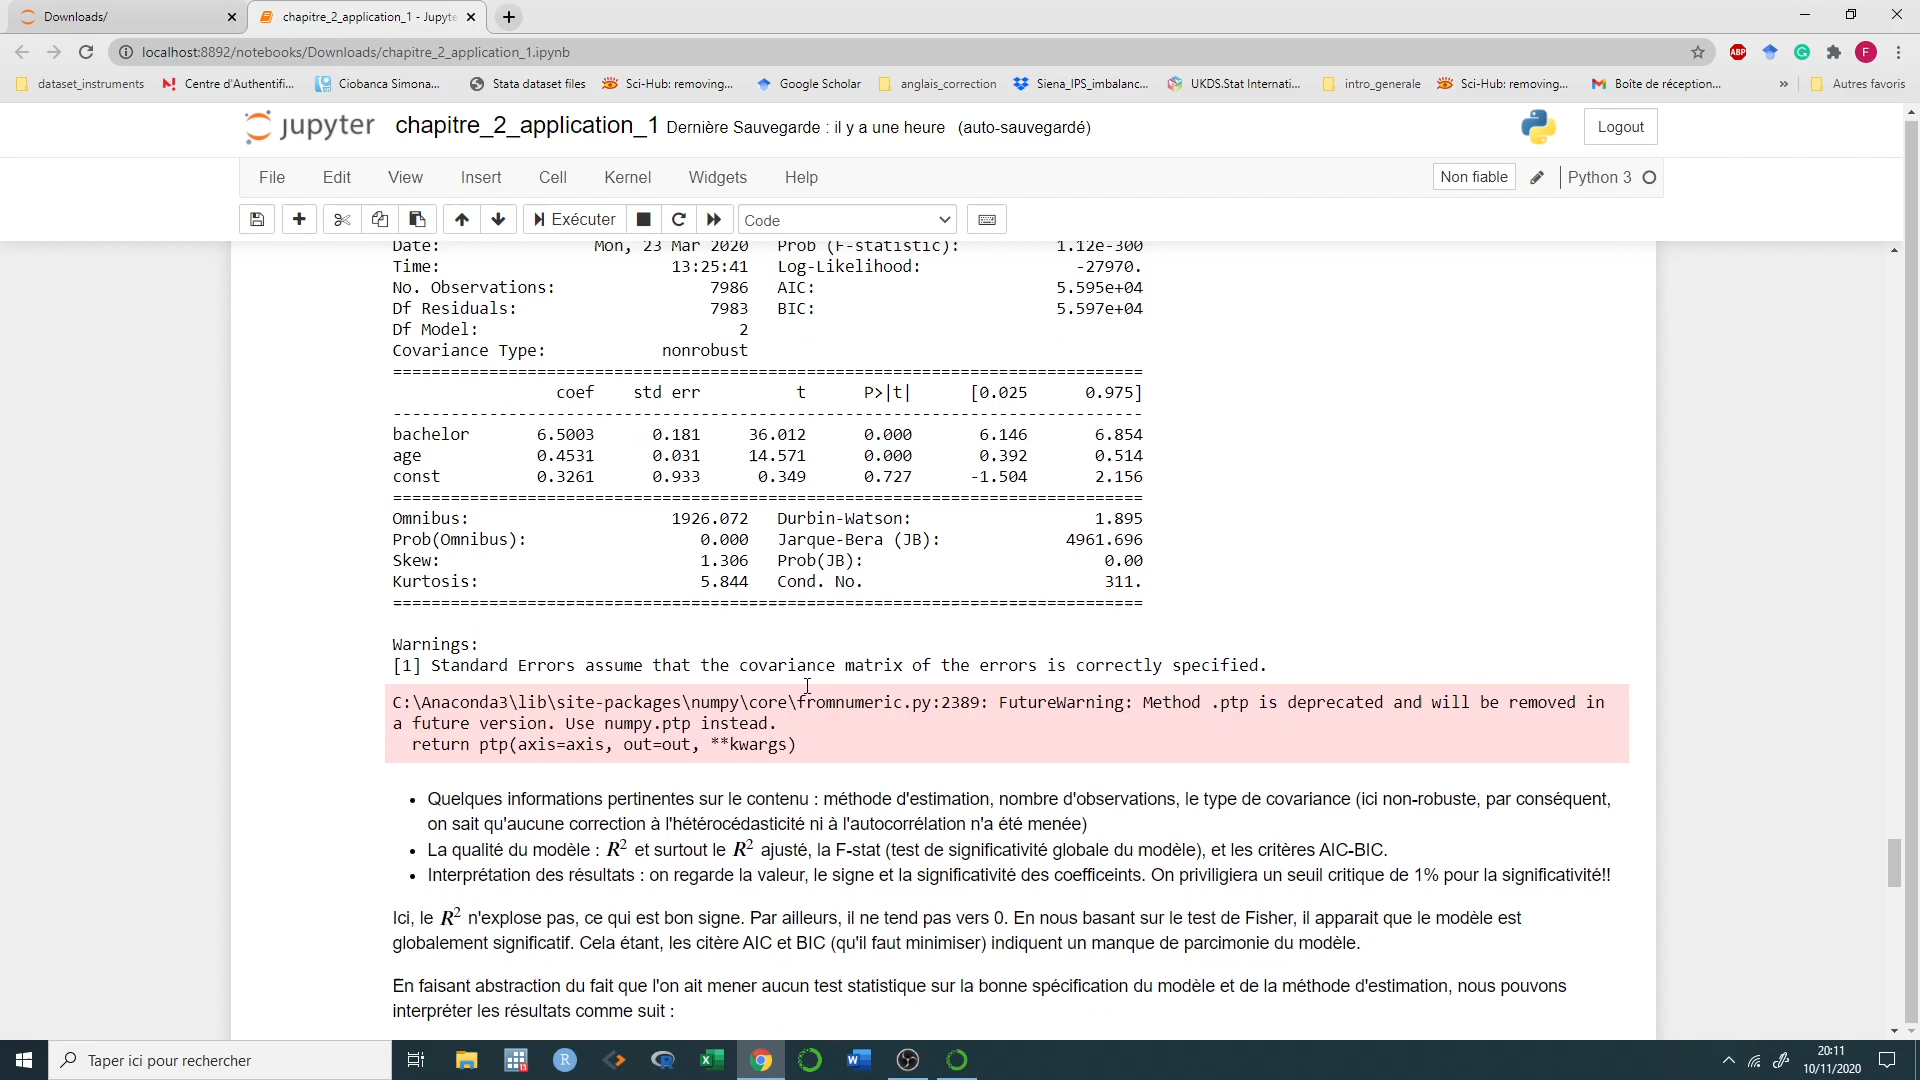 Downloads/
chapitre_2_application_1 - Jupyte
localhost:8892/notebooks/Downloads/chapitre_2_application_1.ipynb
ABP
F
dataset_instruments
Centre d'Authentifi...
Ciobanca Simona...
Stata dataset files
Sci-Hub: removing...
Google Scholar
anglais_correction
Siena_IPS_imbalanc...
UKDS.Stat Internati...
intro_generale
Sci-Hub: removing...
Boîte de réception...
»
Autres favoris
jupyter chapitre_2_application_1 Dernière Sauvegarde : il y a une heure (auto-sauvegardé)
Logout
File Edit View Insert Cell Kernel Widgets Help
Non fiable
Python 3
Exécuter
Code
Date: Mon, 23 Mar 2020 Prob (F-statistic): 1.12e-300
Time: 13:25:41 Log-Likelihood: -27970.
No. Observations: 7986 AIC: 5.595e+04
Df Residuals: 7983 BIC: 5.597e+04
Df Model: 2
Covariance Type: nonrobust
==============================================================================
coef std err t P>|t| [0.025 0.975]
------------------------------------------------------------------------------
bachelor 6.5003 0.181 36.012 0.000 6.146 6.854
age 0.4531 0.031 14.571 0.000 0.392 0.514
const 0.3261 0.933 0.349 0.727 -1.504 2.156
==============================================================================
Omnibus: 1926.072 Durbin-Watson: 1.895
Prob(Omnibus): 0.000 Jarque-Bera (JB): 4961.696
Skew: 1.306 Prob(JB): 0.00
Kurtosis: 5.844 Cond. No. 311.
==============================================================================
Warnings:
[1] Standard Errors assume that the covariance matrix of the errors is correctly specified.
C:\Anaconda3\lib\site-packages\numpy\core\fromnumeric.py:2389: FutureWarning: Method .ptp is deprecated and will be removed in
a future version. Use numpy.ptp instead.
return ptp(axis=axis, out=out, **kwargs)
• Quelques informations pertinentes sur le contenu : méthode d'estimation, nombre d'observations, le type de covariance (ici non-robuste, par conséquent,
on sait qu'aucune correction à l'hétérocédasticité ni à l'autocorrélation n'a été menée)
• La qualité du modèle : R² et surtout le R² ajusté, la F-stat (test de significativité globale du modèle), et les critères AIC-BIC.
• Interprétation des résultats : on regarde la valeur, le signe et la significativité des coefficeints. On priviligiera un seuil critique de 1% pour la significativité!!
Ici, le R² n'explose pas, ce qui est bon signe. Par ailleurs, il ne tend pas vers 0. En nous basant sur le test de Fisher, il apparait que le modèle est
globalement significatif. Cela étant, les citère AIC et BIC (qu'il faut minimiser) indiquent un manque de parcimonie du modèle.
En faisant abstraction du fait que l'on ait mener aucun test statistique sur la bonne spécification du modèle et de la méthode d'estimation, nous pouvons
interpréter les résultats comme suit :
Taper ici pour rechercher
20:11
10/11/2020